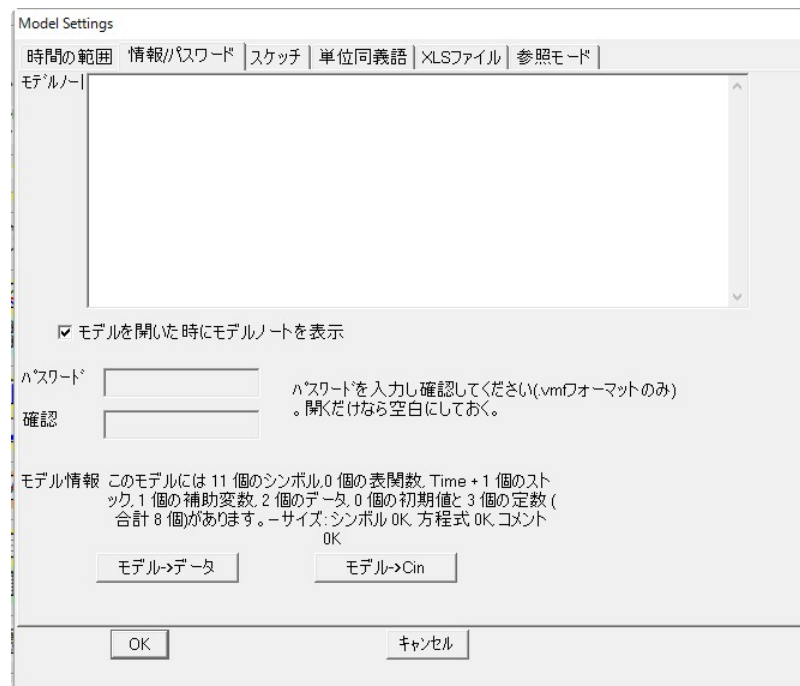 Model Settings
時間の範囲 情報/パスワード スケッチ 単位同義語 XLSファイル 参照モード
モデルノー
モデルを開いた時にモデルノートを表示
パスワード
パスワードを入力し確認してください(.vmfフォーマットのみ)
。開くだけなら空白にしておく。
確認
モデル情報 このモデルには 11 個のシンボル,0 個の表関数, Time + 1 個のスト
ック, 1 個の補助変数, 2 個のデータ, 0 個の初期値と 3 個の定数 (
合計 8 個)があります。ーサイズ: シンボル 0K, 方程式 0K, コメント
0K
モデル->データ モデル->Cin
OK キャンセル